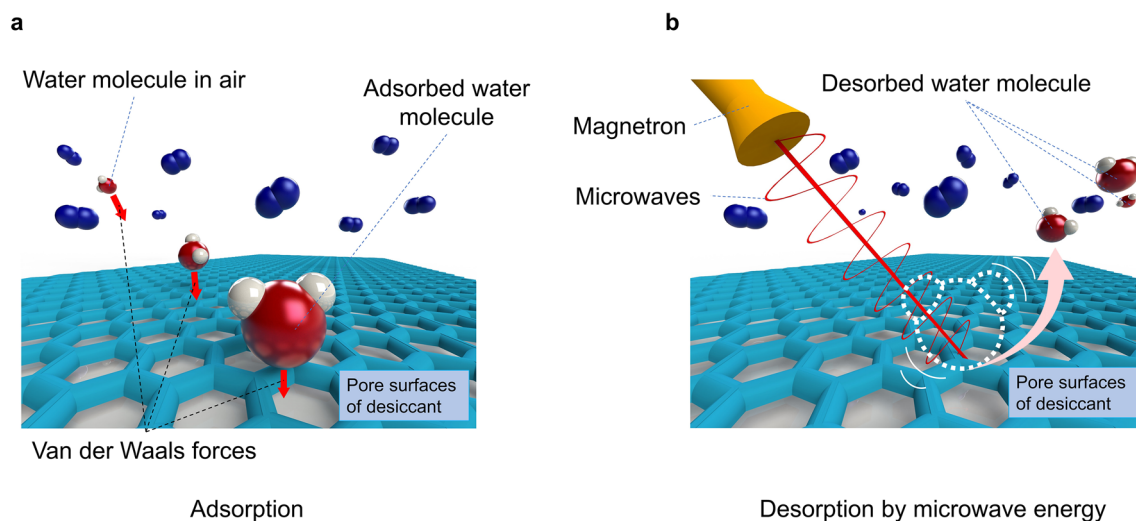 a
Water molecule in air
Adsorbed water
molecule
Pore surfaces
of desiccant
Van der Waals forces
Adsorption
b
Desorbed water molecule
Magnetron
Microwaves
Pore surfaces
of desiccant
Desorption by microwave energy